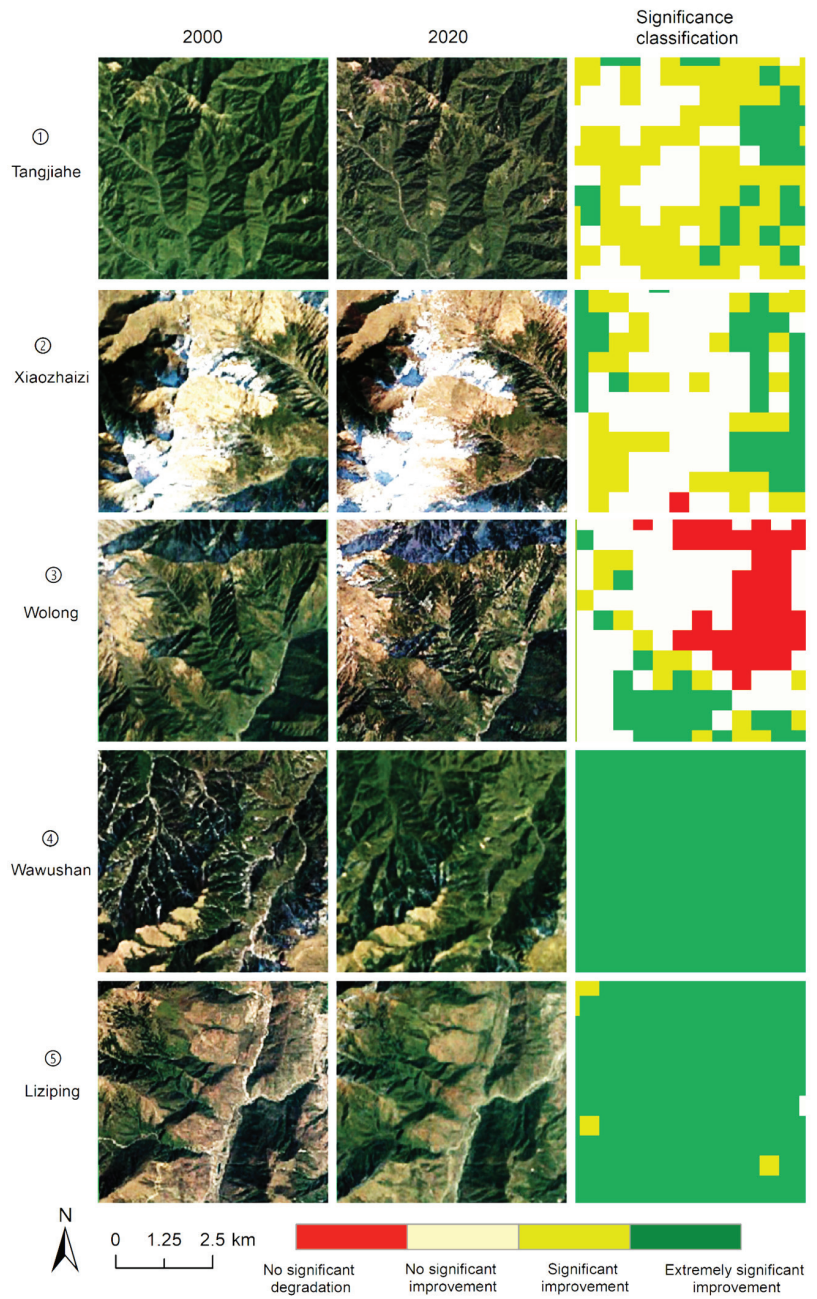 2000
2020
Significance
classification
①
Tangjiahe
②
Xiaozhaizi
③
Wolong
④
Wawushan
⑤
Liziping
N
0 1.25 2.5 km
No significant
degradation
No significant
improvement
Significant
improvement
Extremely significant
improvement